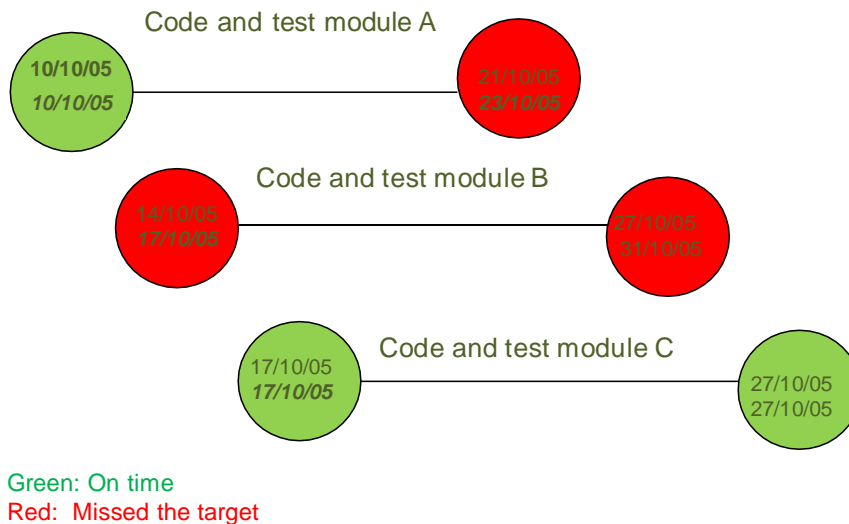 Code and test module A
10/10/05
10/10/05
21/10/05
23/10/05
Code and test module B
14/10/05
17/10/05
27/10/05
31/10/05
Code and test module C
17/10/05
17/10/05
27/10/05
27/10/05
Green: On time
Red: Missed the target